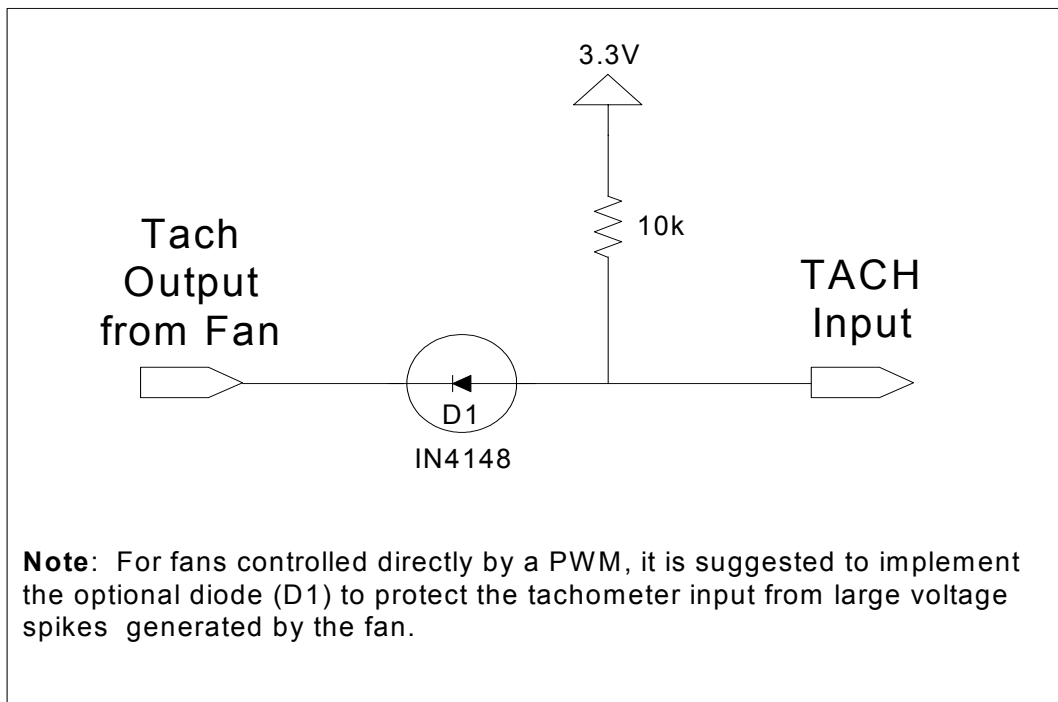 3.3V
10k
Tach
Output
from Fan
TACH
Input
D1
IN4148
Note: For fans controlled directly by a PWM, it is suggested to implement
the optional diode (D1) to protect the tachometer input from large voltage
spikes generated by the fan.